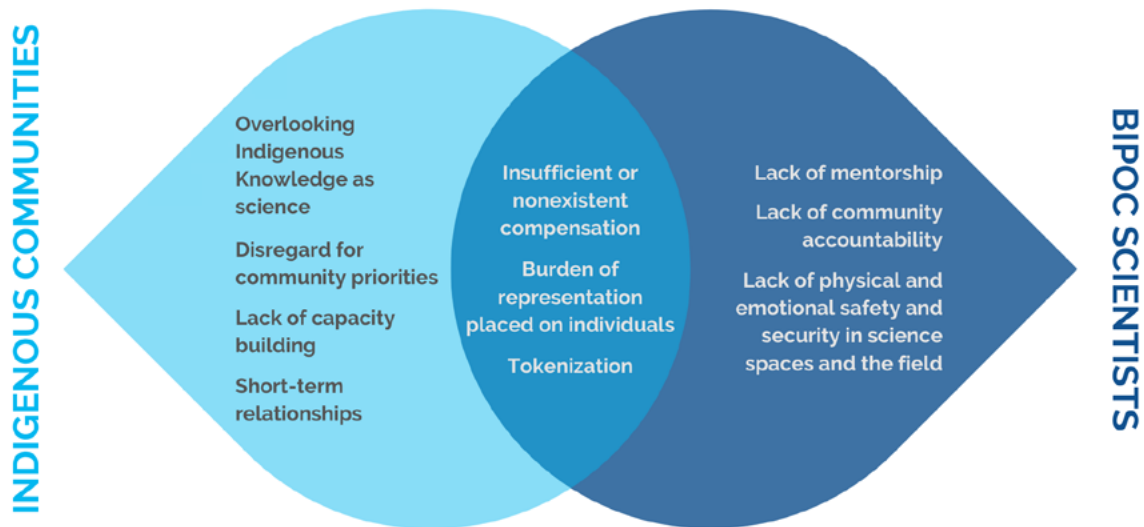 INDIGENOUS COMMUNITIES
Overlooking
Indigenous
Knowledge as
science
Disregard for
community priorities
Lack of capacity
building
Short-term
relationships
Insufficient or
nonexistent
compensation
Burden of
representation
placed on individuals
Tokenization
Lack of mentorship
Lack of community
accountability
Lack of physical and
emotional safety and
security in science
spaces and the field
BIPOC SCIENTISTS